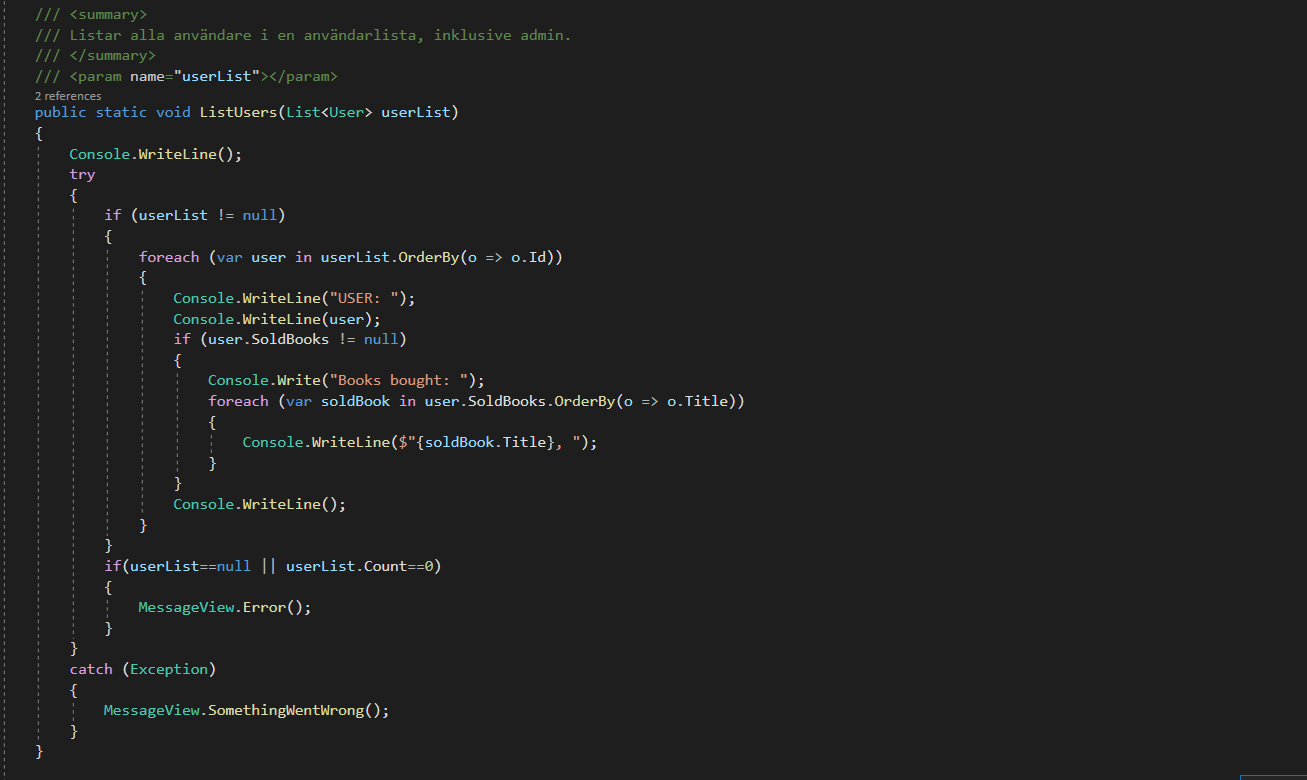 /// <summary>
/// Listar alla användare i en användarlista, inklusive admin.
/// </summary>
/// <param name="userList"></param>
2 references
public static void ListUsers(List<User> userList)
{
Console.WriteLine();
try
{
if (userList != null)
{
foreach (var user in userList.OrderBy(o => o.Id))
{
Console.WriteLine("USER: ");
Console.WriteLine(user);
if (user.SoldBooks != null)
{
Console.Write("Books bought: ");
foreach (var soldBook in user.SoldBooks.OrderBy(o => o.Title))
{
Console.WriteLine($"{soldBook.Title}, ");
}
}
Console.WriteLine();
}
}
if(userList==null || userList.Count==0)
{
MessageView.Error();
}
}
catch (Exception)
{
MessageView.SomethingWentWrong();
}
}